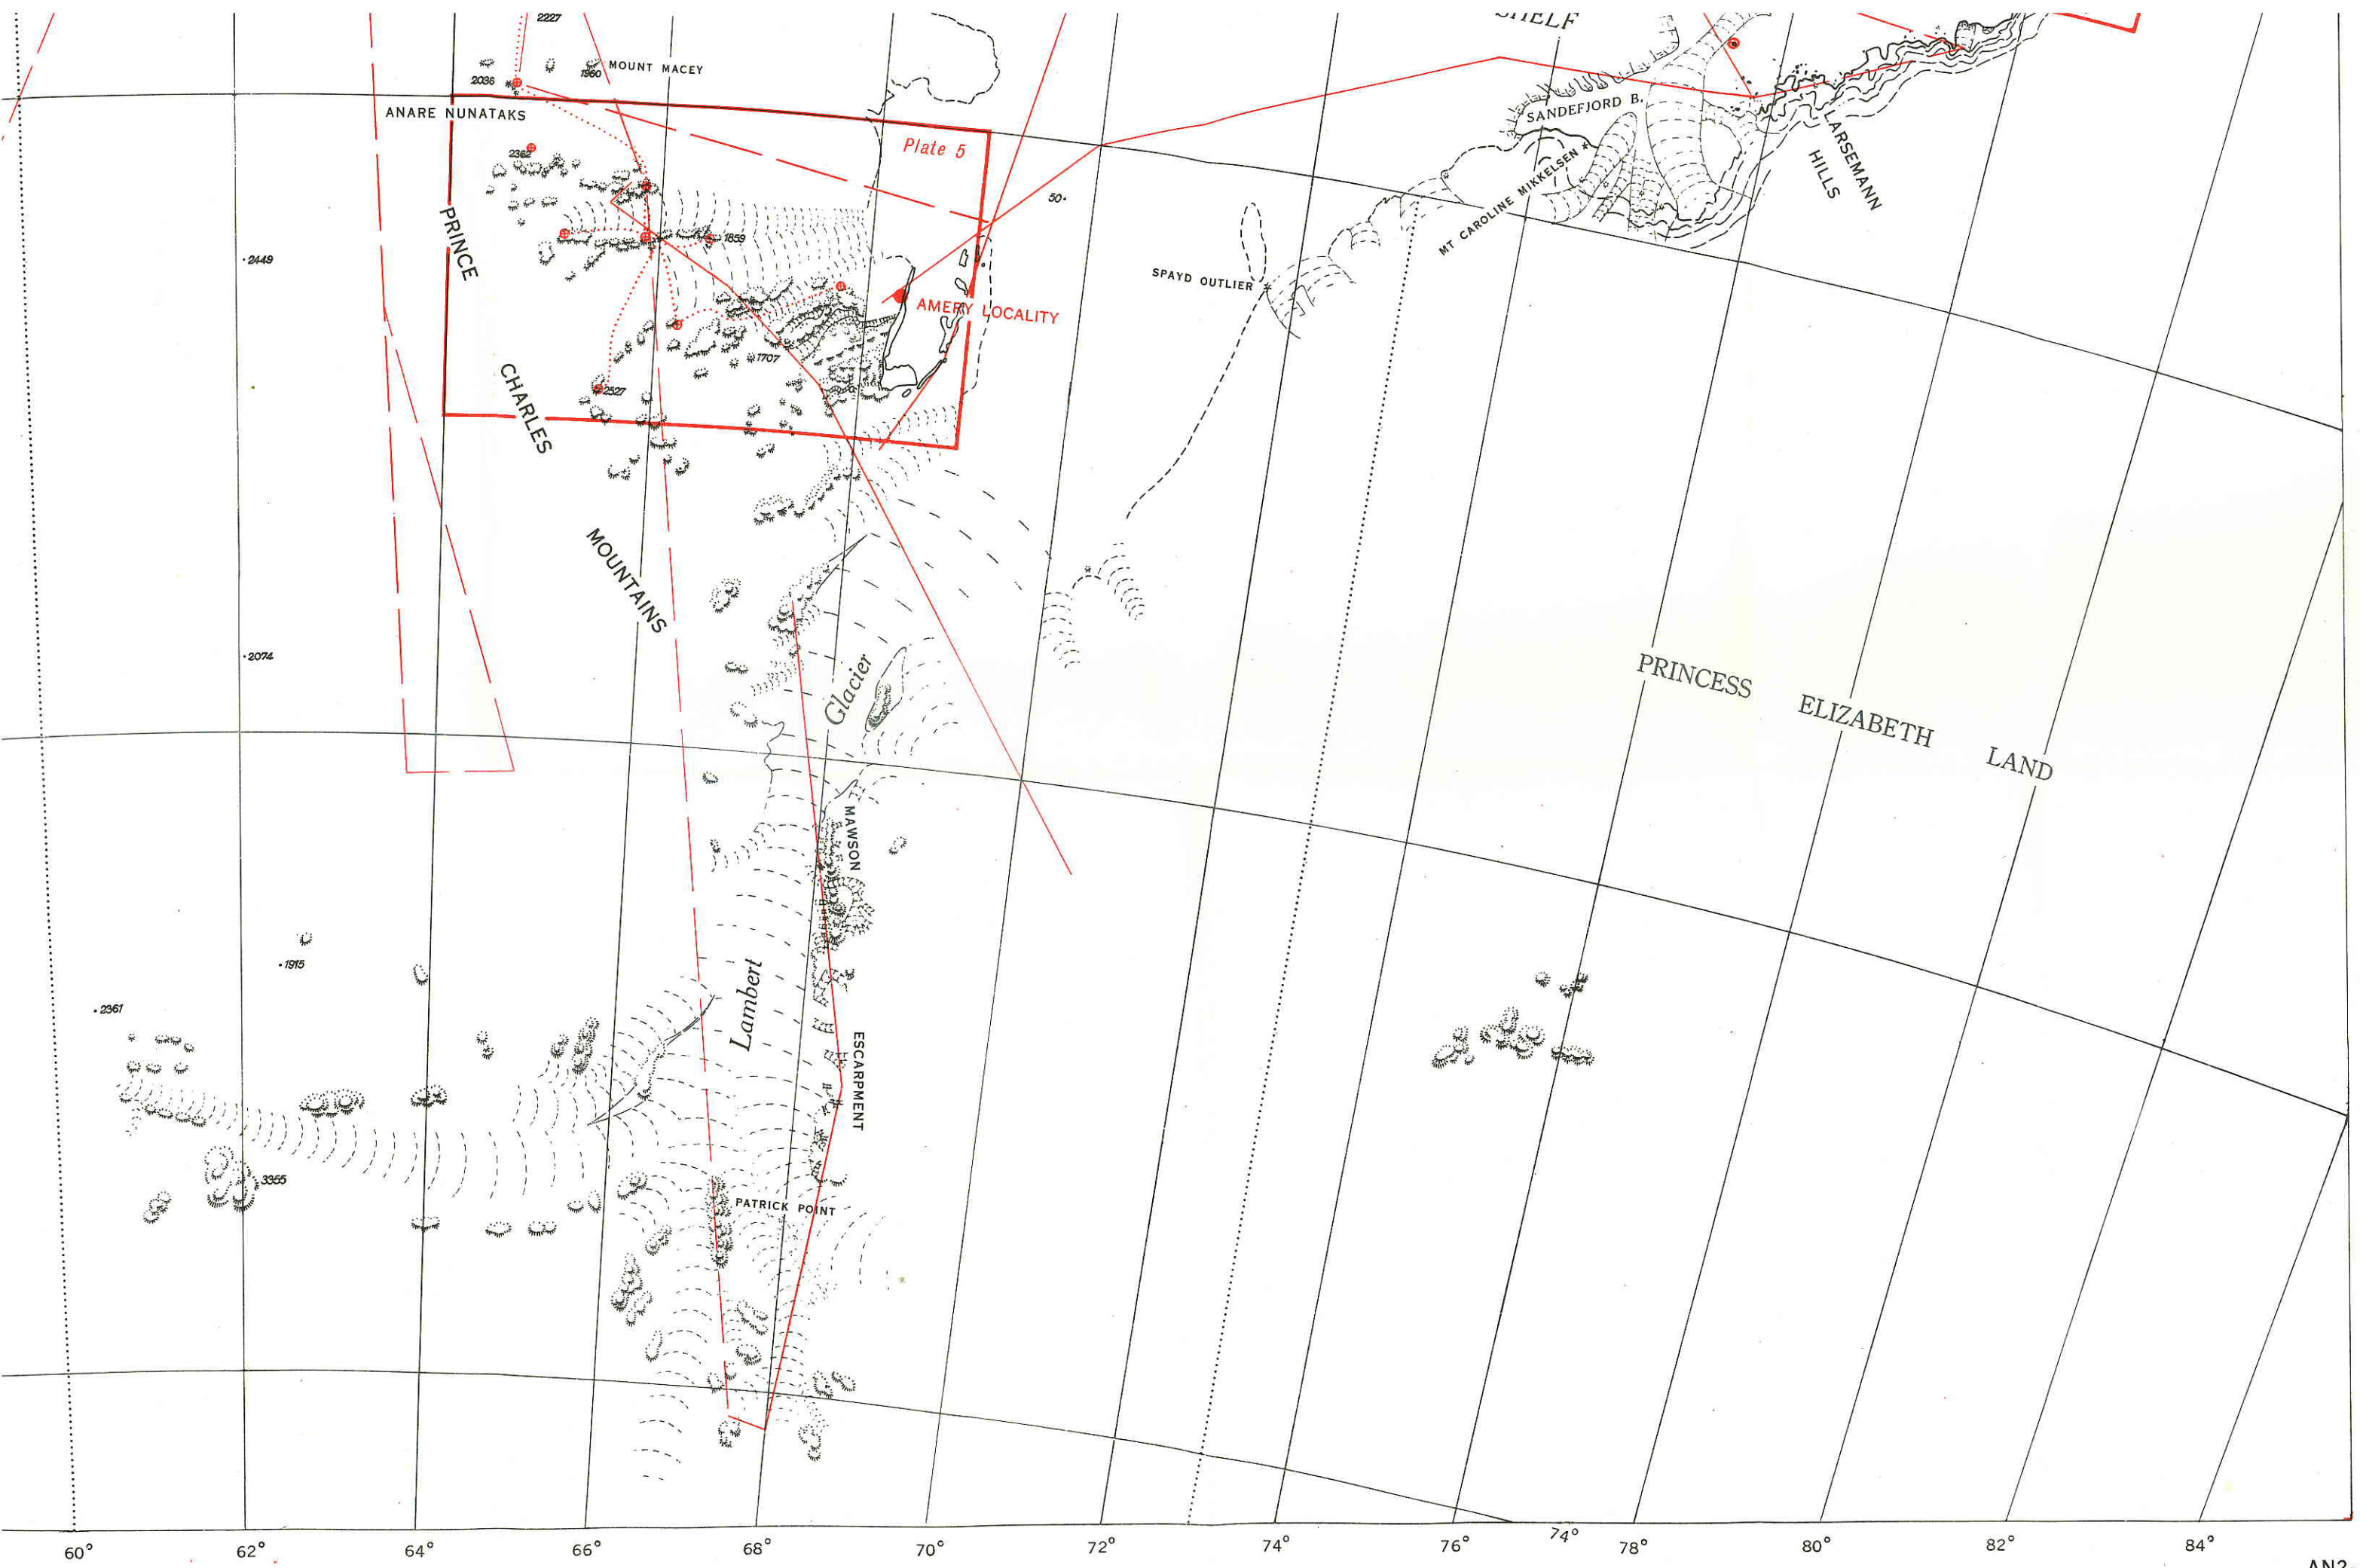 2227
SHELF
MOUNT MACEY
1960
2036
ANARE NUNATAKS
Plate 5
SANDEFJORD B.
LARSEMANN
HILLS
2362
MT CAROLINE MIKKELSEN
50
PRINCE
1859
2449
SPAYD OUTLIER
AMERY LOCALITY
1707
CHARLES
2527
MOUNTAINS
2074
Glacier
PRINCESS ELIZABETH LAND
MAWSON
1915
Lambert
2361
ESCARPMENT
3355
PATRICK POINT
60° 62° 64° 66° 68° 70° 72° 74° 76° 74° 78° 80° 82° 84°